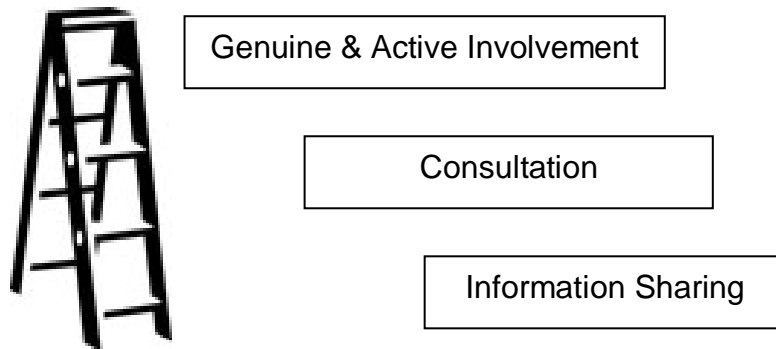 Genuine & Active Involvement
Consultation
Information Sharing